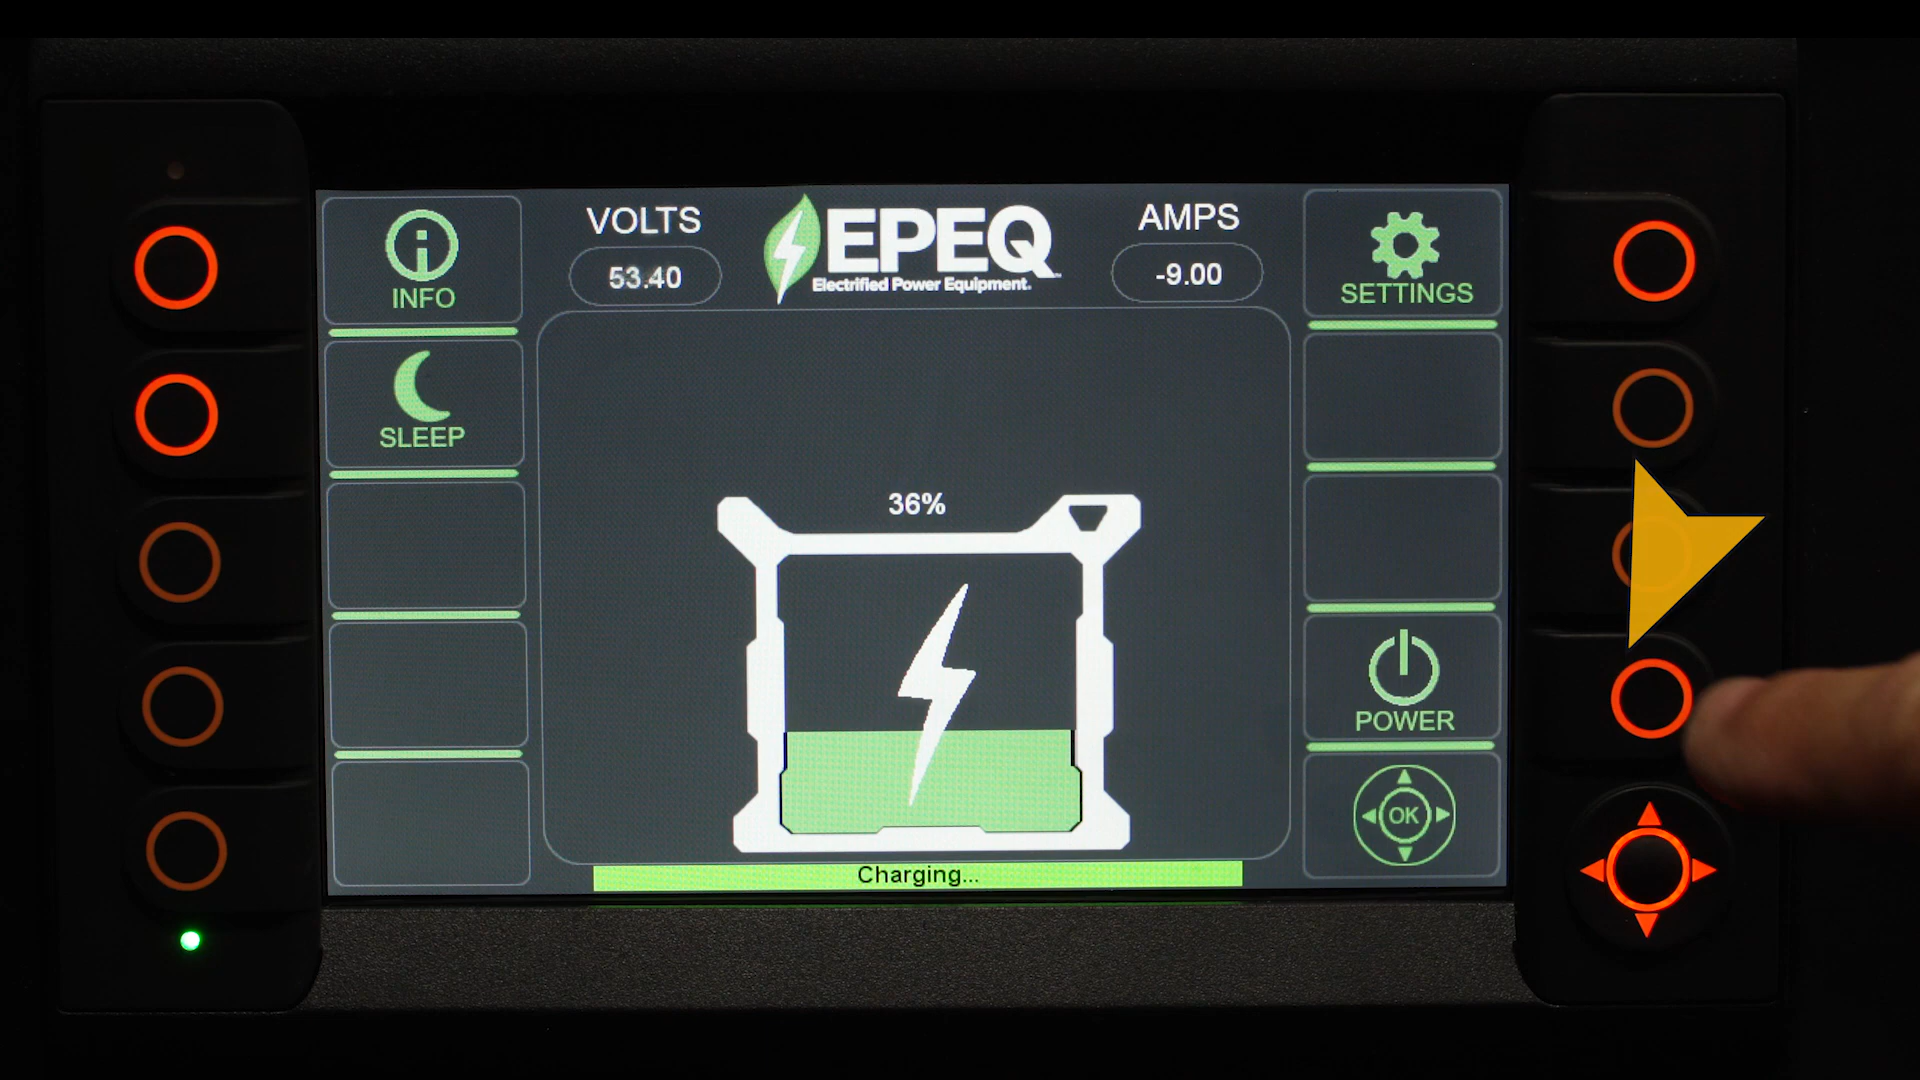 INFO
VOLTS
53.40
EPEQ
Electrified Power Equipment.
AMPS
-9.00
SETTINGS
SLEEP
36%
POWER
OK
Charging...